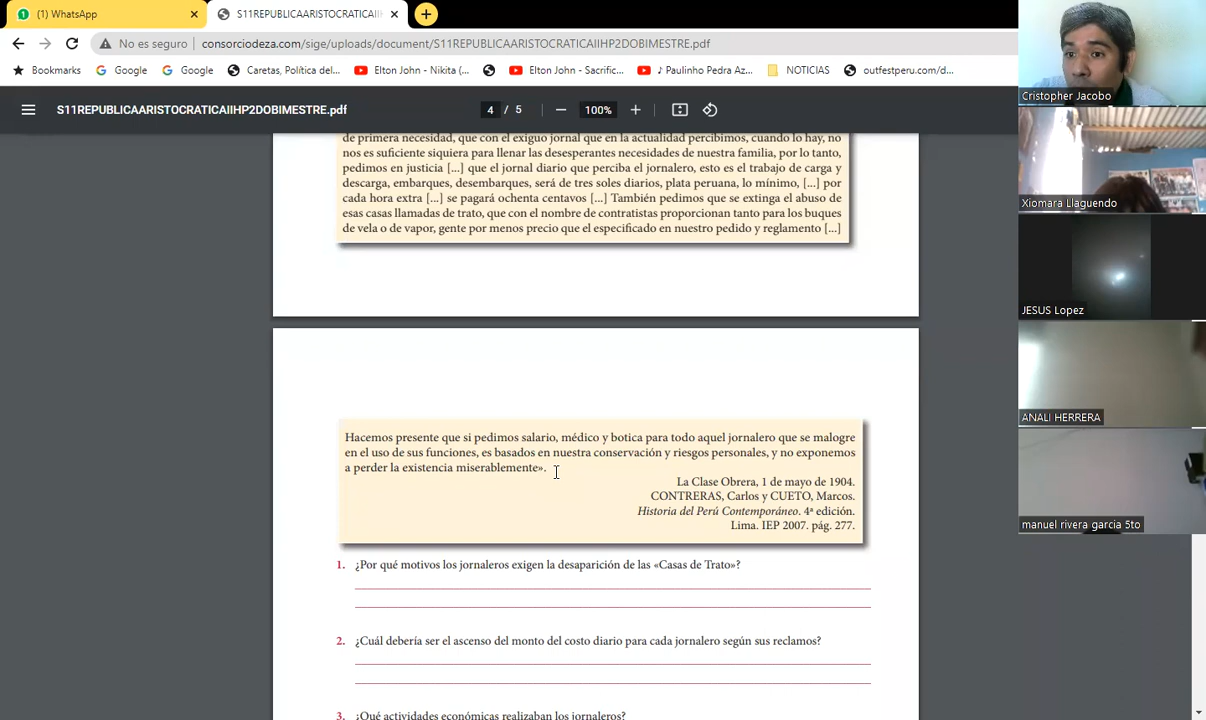 (1) WhatsApp
S11REPUBLICAARISTOCRATICAIII
No es seguro
consorciodeza.com/sige/uploads/document/S11REPUBLICAARISTOCRATICAIIHP2DOBIMESTRE.pdf
Bookmarks
Google
Google
Caretas, Política del...
Elton John - Nikita (...
Elton John - Sacrific...
♪ Paulinho Pedra Az...
NOTICIAS
outfestperu.com/d...
S11REPUBLICAARISTOCRATICAIIHP2DOBIMESTRE.pdf
4 / 5
100%
de primera necesidad, que con el exiguo jornal que en la actualidad percibimos, cuando lo hay, no
nos es suficiente siquiera para llenar las desesperantes necesidades de nuestra familia, por lo tanto,
pedimos en justicia [...] que el jornal diario que perciba el jornalero, esto es el trabajo de carga y
descarga, embarques, desembarques, será de tres soles diarios, plata peruana, lo mínimo, [...] por
cada hora extra [...] se pagará ochenta centavos [...] También pedimos que se extinga el abuso de
esas casas llamadas de trato, que con el nombre de contratistas proporcionan tanto para los buques
de vela o de vapor, gente por menos precio que el especificado en nuestro pedido y reglamento [...]
Hacemos presente que si pedimos salario, médico y botica para todo aquel jornalero que se malogre
en el uso de sus funciones, es basados en nuestra conservación y riesgos personales, y no exponemos
a perder la existencia miserablemente».
La Clase Obrera, 1 de mayo de 1904.
CONTRERAS, Carlos y CUETO, Marcos.
Historia del Perú Contemporáneo. 4ª edición.
Lima. IEP 2007. pág. 277.
1. ¿Por qué motivos los jornaleros exigen la desaparición de las «Casas de Trato»?
2. ¿Cuál debería ser el ascenso del monto del costo diario para cada jornalero según sus reclamos?
3. ¿Qué actividades económicas realizaban los jornaleros?
Cristopher Jacobo
Xiomara Llaguendo
JESUS Lopez
ANALI HERRERA
manuel rivera garcia 5to